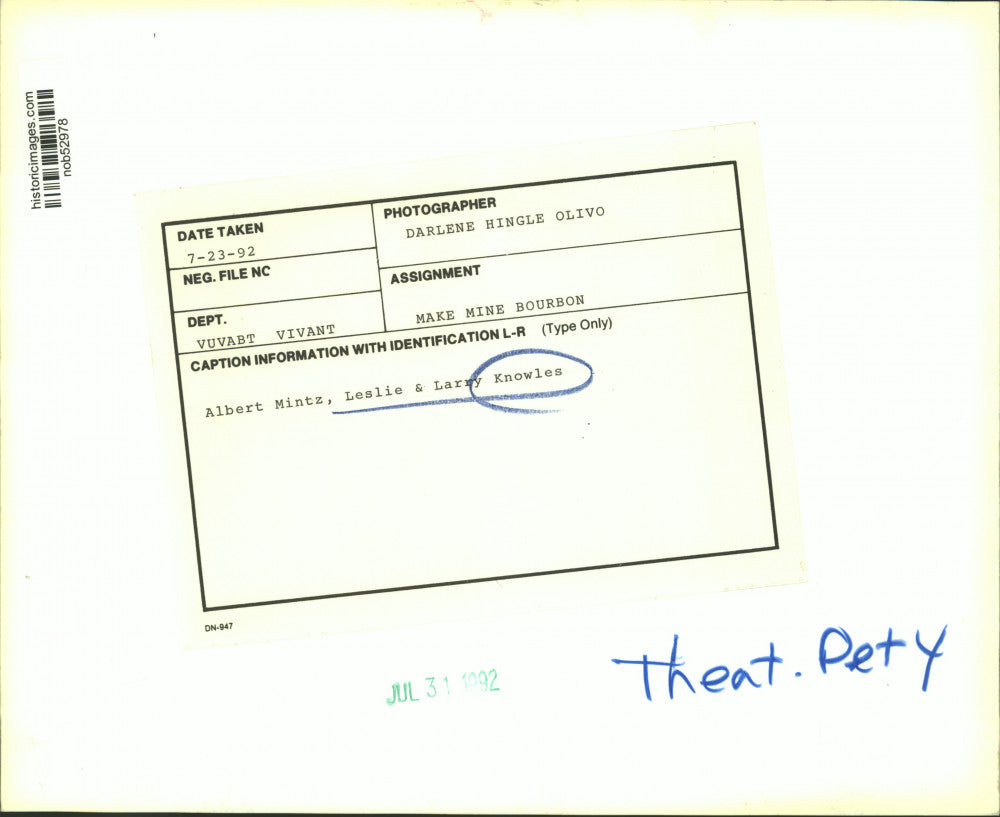 historicimages.com
nob52978
DATE TAKEN
7-23-92
PHOTOGRAPHER
DARLENE HINGLE OLIVO
NEG. FILE NO
ASSIGNMENT
MAKE MINE BOURBON
DEPT.
VUVABT VIVANT
CAPTION INFORMATION WITH IDENTIFICATION L-R (Type Only)
Albert Mintz, Leslie & Larry Knowles
DN-947
JUL 31 1992
Theat. Pety